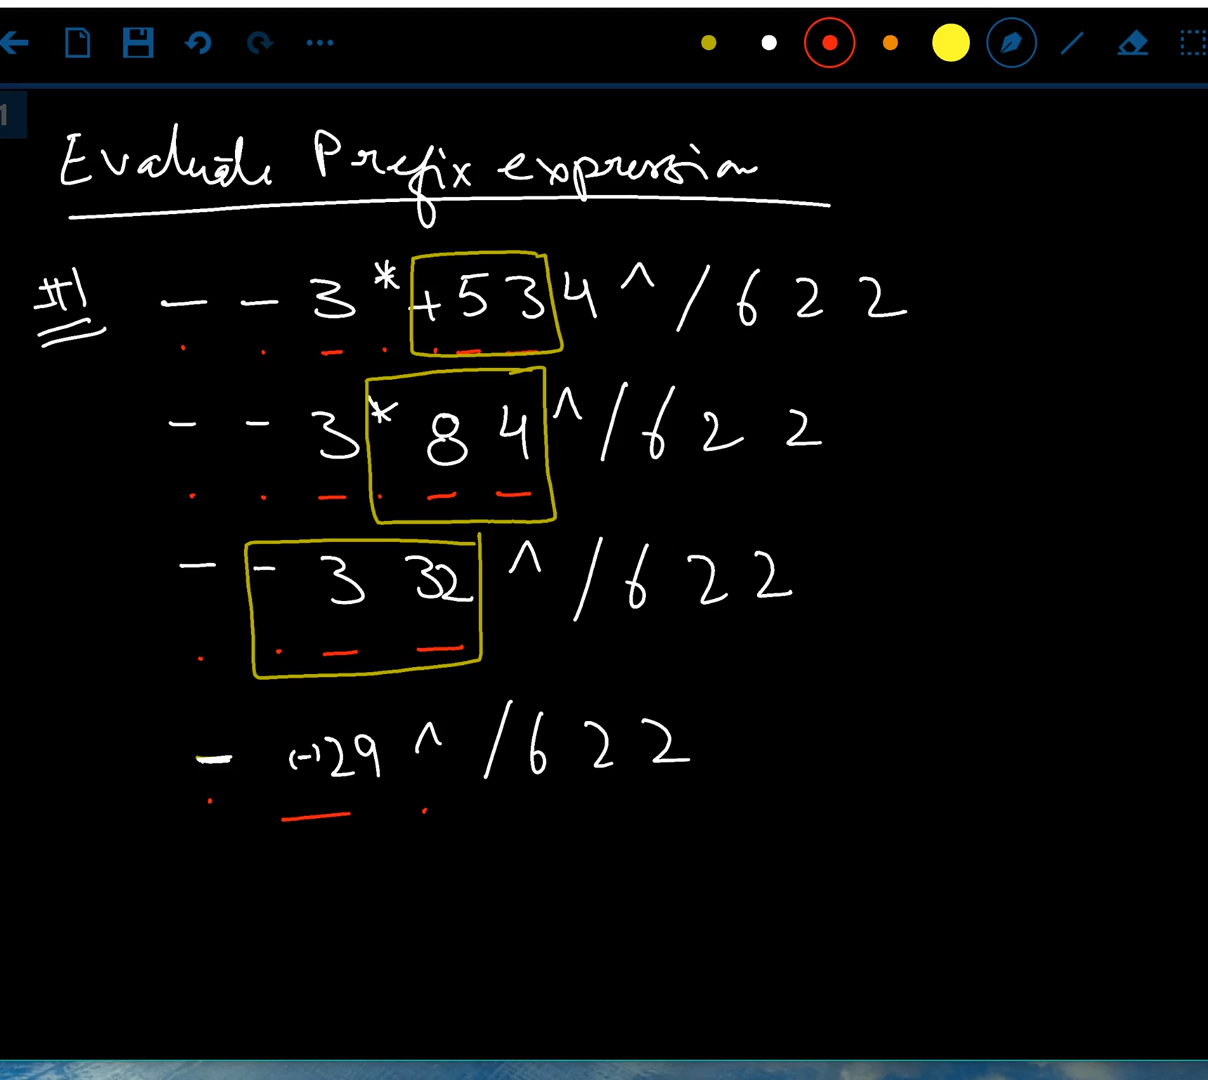 1
Evaluate Prefix expression
#1 - - 3 * + 5 3 4 ^ / 6 2 2
- - 3 * 8 4 ^ / 6 2 2
- - 3 32 ^ / 6 2 2
- (-)29 ^ / 6 2 2